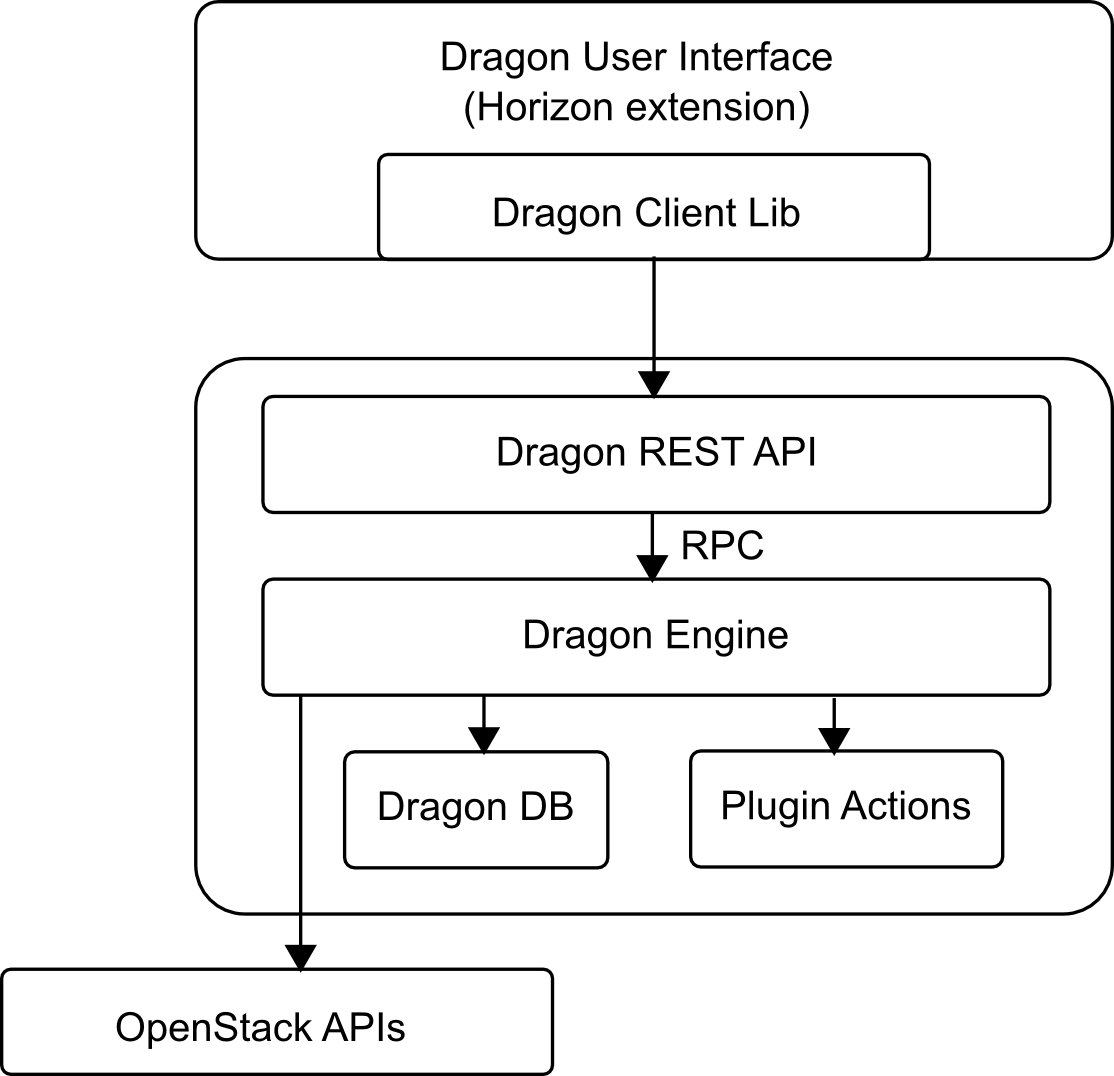 Dragon User Interface
(Horizon extension)
Dragon Client Lib
Dragon REST API
RPC
Dragon Engine
Dragon DB
Plugin Actions
OpenStack APIs